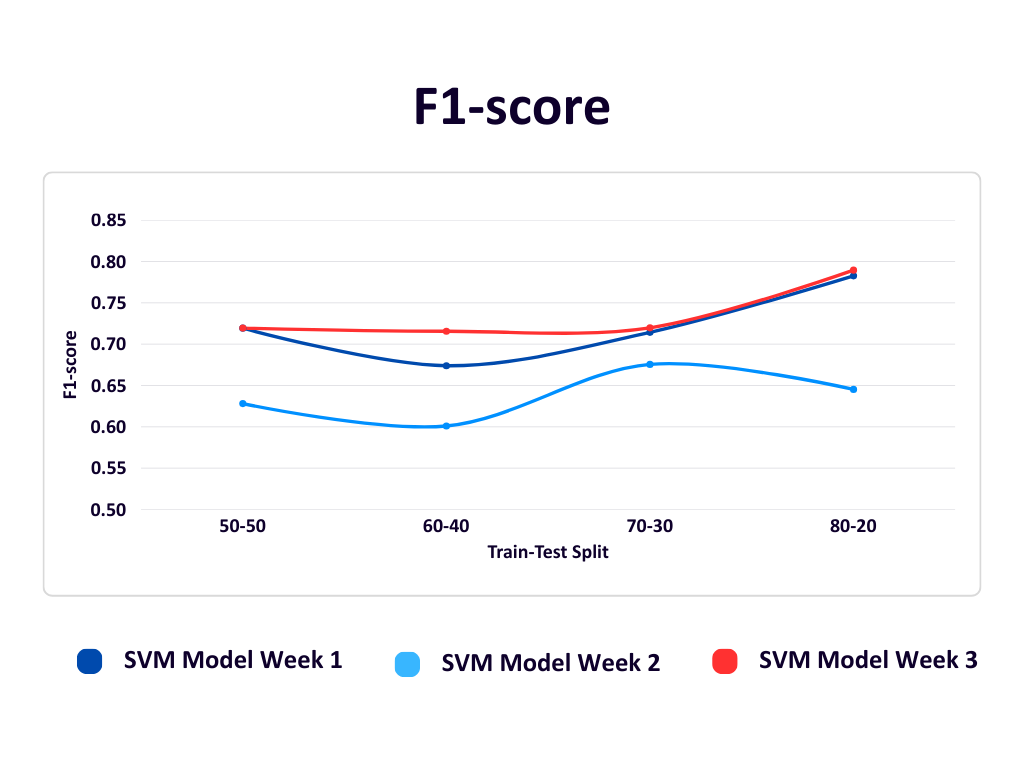 F1-score
0.85
0.80
0.75
0.70
0.65
0.60
0.55
0.50
F1-score
50-50 60-40 70-30 80-20
Train-Test Split
SVM Model Week 1 SVM Model Week 2 SVM Model Week 3